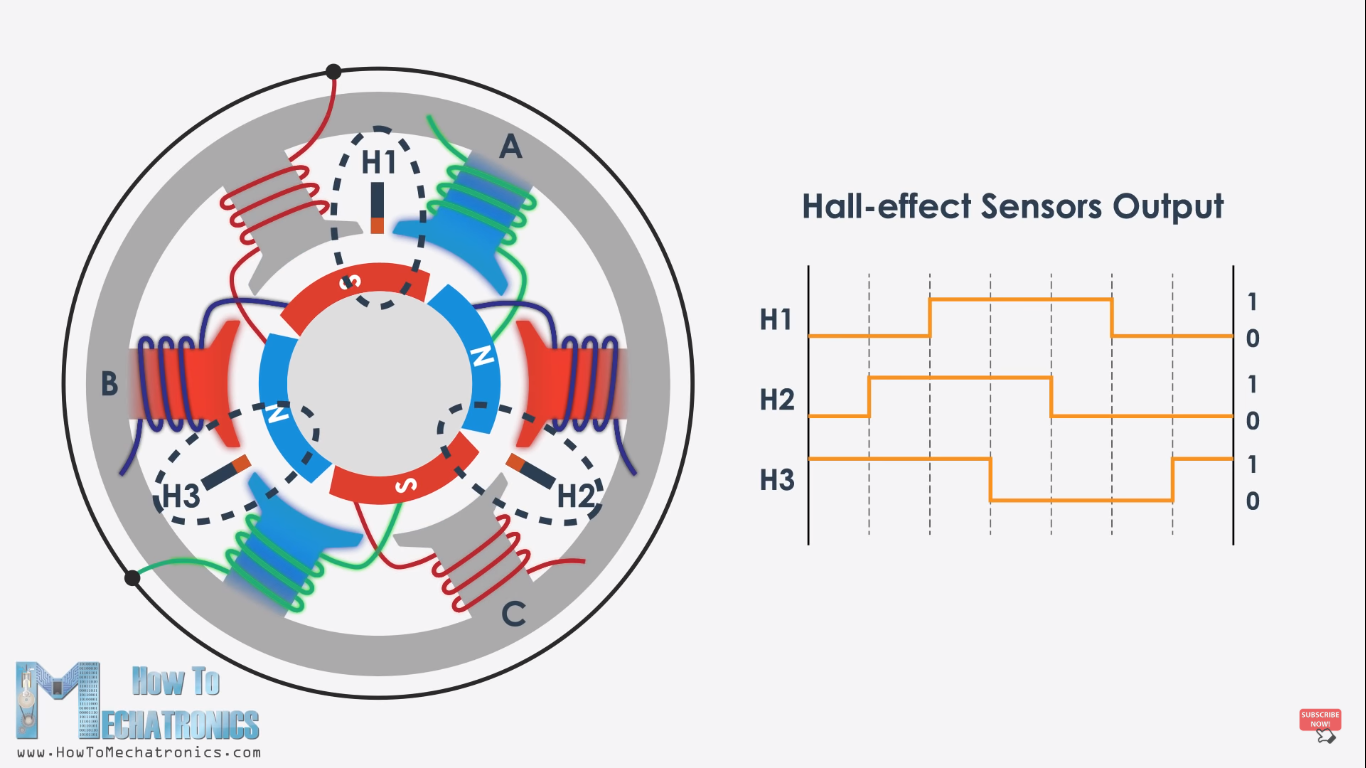 A
H1
S
N
B
N
H3
S
H2
C
Hall-effect Sensors Output
H1
1
0
H2
1
0
H3
1
0
How To
MECHATRONICS
www.HowToMechatronics.com
SUBSCRIBE
NOW!